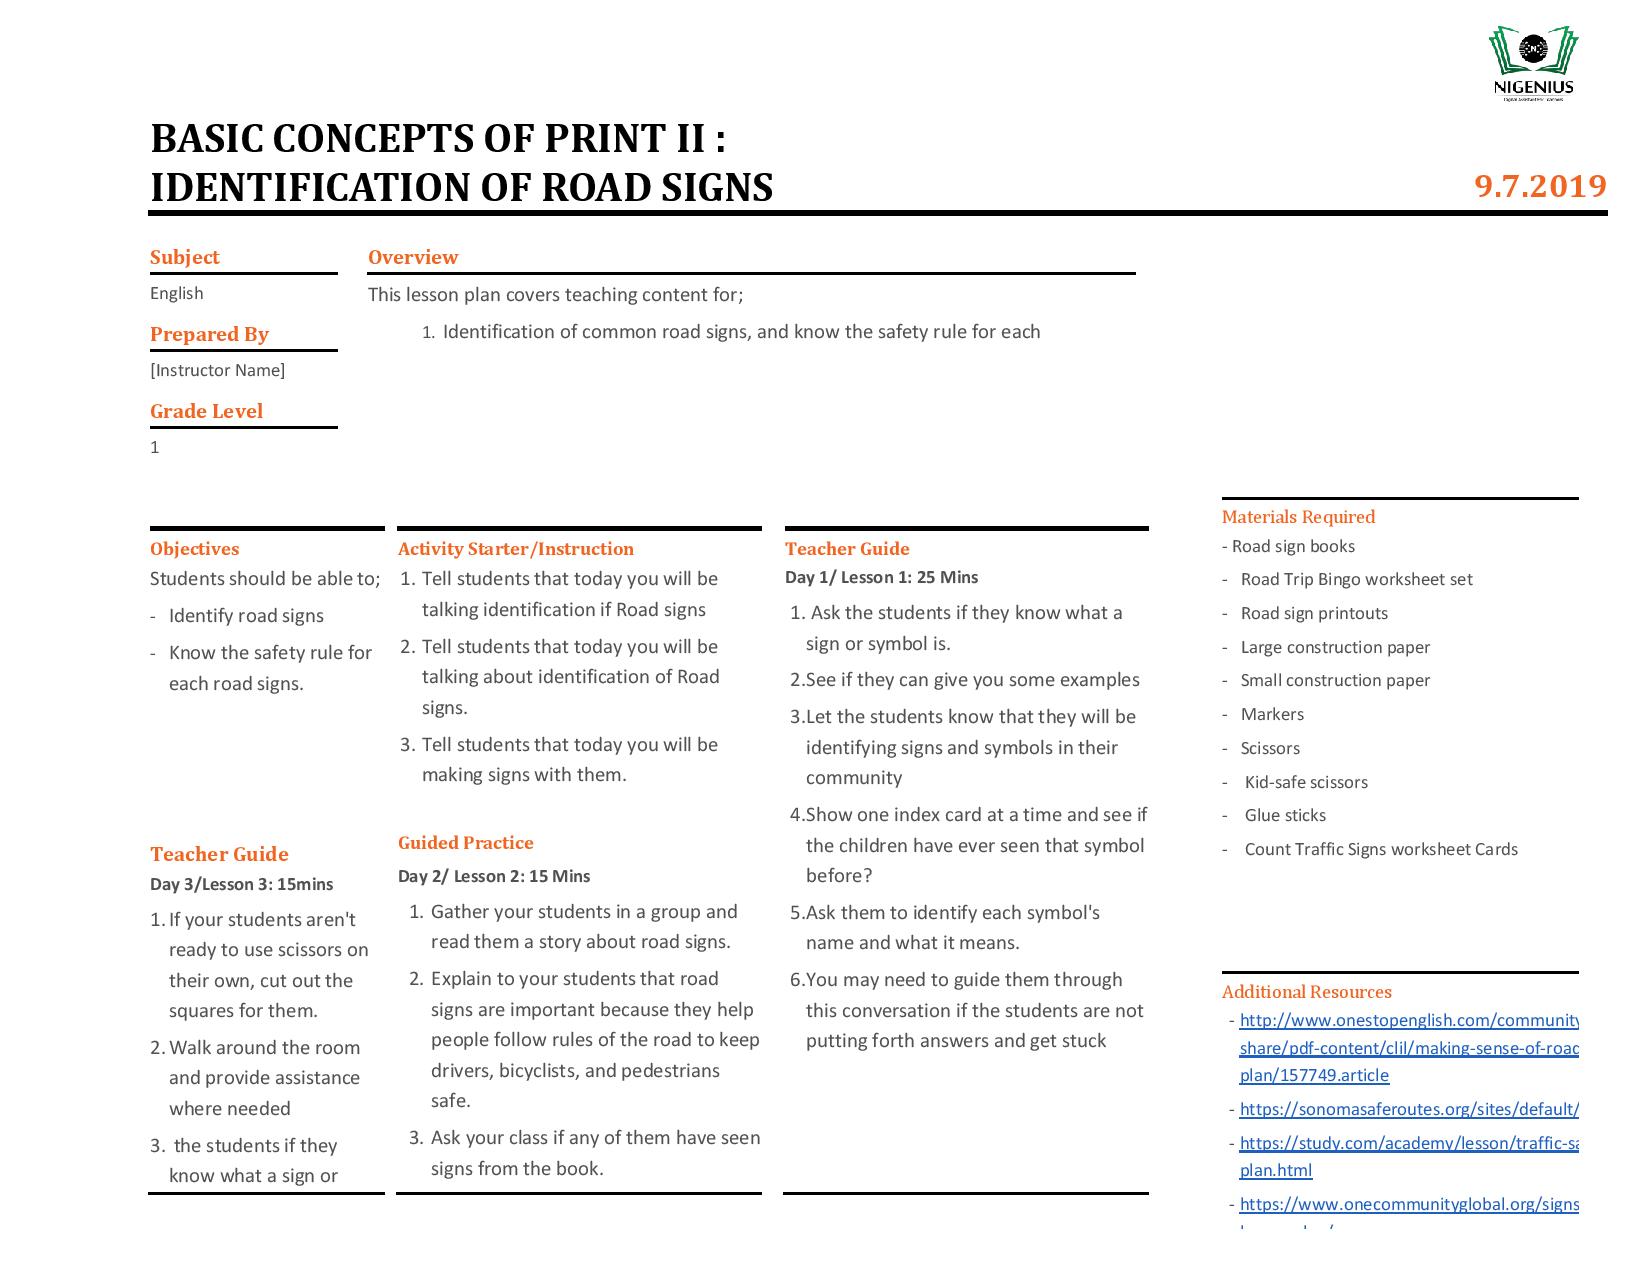 NIGENIUS
BASIC CONCEPTS OF PRINT II :
IDENTIFICATION OF ROAD SIGNS
9.7.2019
Subject
English
Prepared By
[Instructor Name]
Grade Level
1
Overview
This lesson plan covers teaching content for;
1. Identification of common road signs, and know the safety rule for each
Objectives
Students should be able to;
- Identify road signs
- Know the safety rule for
each road signs.
Teacher Guide
Day 3/Lesson 3: 15mins
1. If your students aren't
ready to use scissors on
their own, cut out the
squares for them.
2. Walk around the room
and provide assistance
where needed
3. the students if they
know what a sign or
Activity Starter/Instruction
1. Tell students that today you will be
talking identification if Road signs
2. Tell students that today you will be
talking about identification of Road
signs.
3. Tell students that today you will be
making signs with them.
Guided Practice
Day 2/ Lesson 2: 15 Mins
1. Gather your students in a group and
read them a story about road signs.
2. Explain to your students that road
signs are important because they help
people follow rules of the road to keep
drivers, bicyclists, and pedestrians
safe.
3. Ask your class if any of them have seen
signs from the book.
Teacher Guide
Day 1/ Lesson 1: 25 Mins
1. Ask the students if they know what a
sign or symbol is.
2.See if they can give you some examples
3.Let the students know that they will be
identifying signs and symbols in their
community
4.Show one index card at a time and see if
the children have ever seen that symbol
before?
5.Ask them to identify each symbol's
name and what it means.
6.You may need to guide them through
this conversation if the students are not
putting forth answers and get stuck
Materials Required
- Road sign books
- Road Trip Bingo worksheet set
- Road sign printouts
- Large construction paper
- Small construction paper
- Markers
- Scissors
- Kid-safe scissors
- Glue sticks
- Count Traffic Signs worksheet Cards
Additional Resources
- http://www.onestopenglish.com/community
share/pdf-content/clil/making-sense-of-road
plan/157749.article
- https://sonomasaferoutes.org/sites/default/
- https://study.com/academy/lesson/traffic-sa
plan.html
- https://www.onecommunityglobal.org/signs